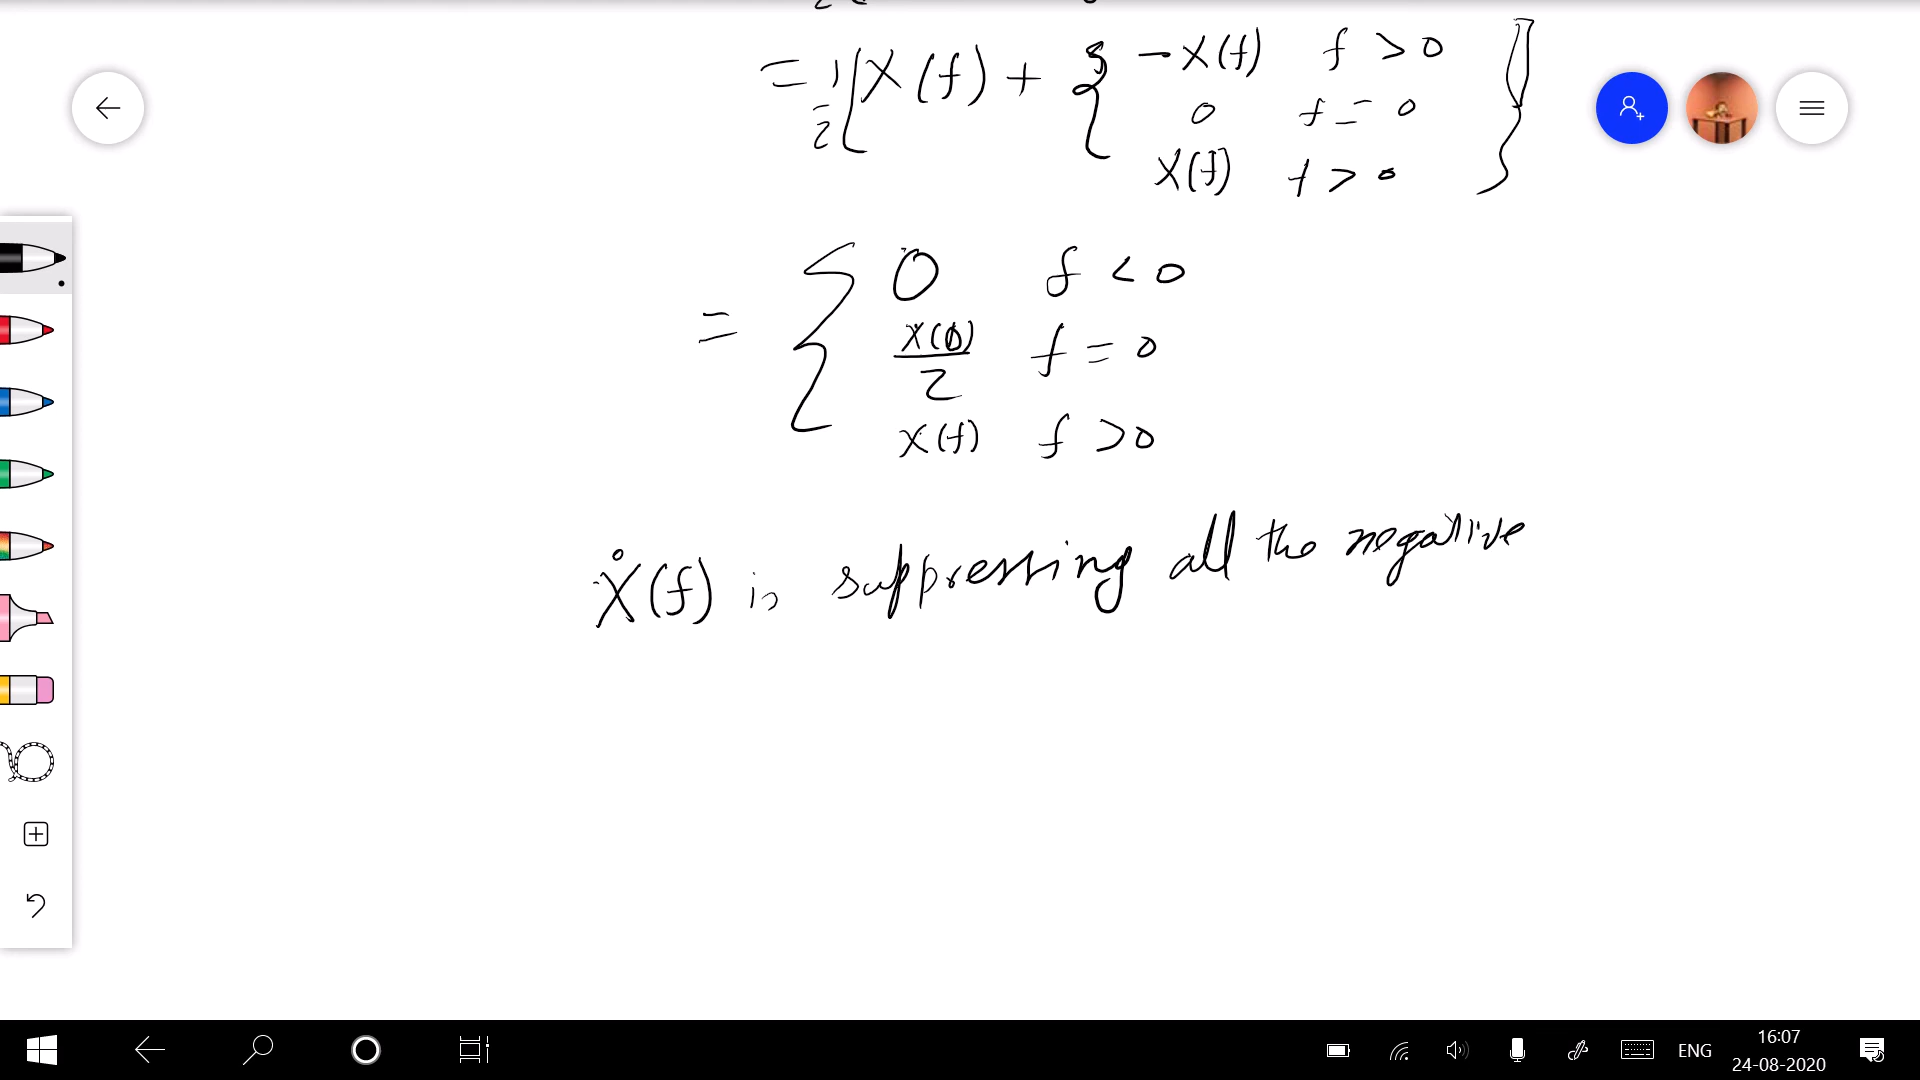 = 1/2 { X(f) + { -X(f) f > 0
0 f = 0
X(f) f > 0 }
= { 0 f < 0
X(0)/2 f = 0
X(f) f > 0
X̊(f) is suppressing all the negative
ENG
16:07
24-08-2020